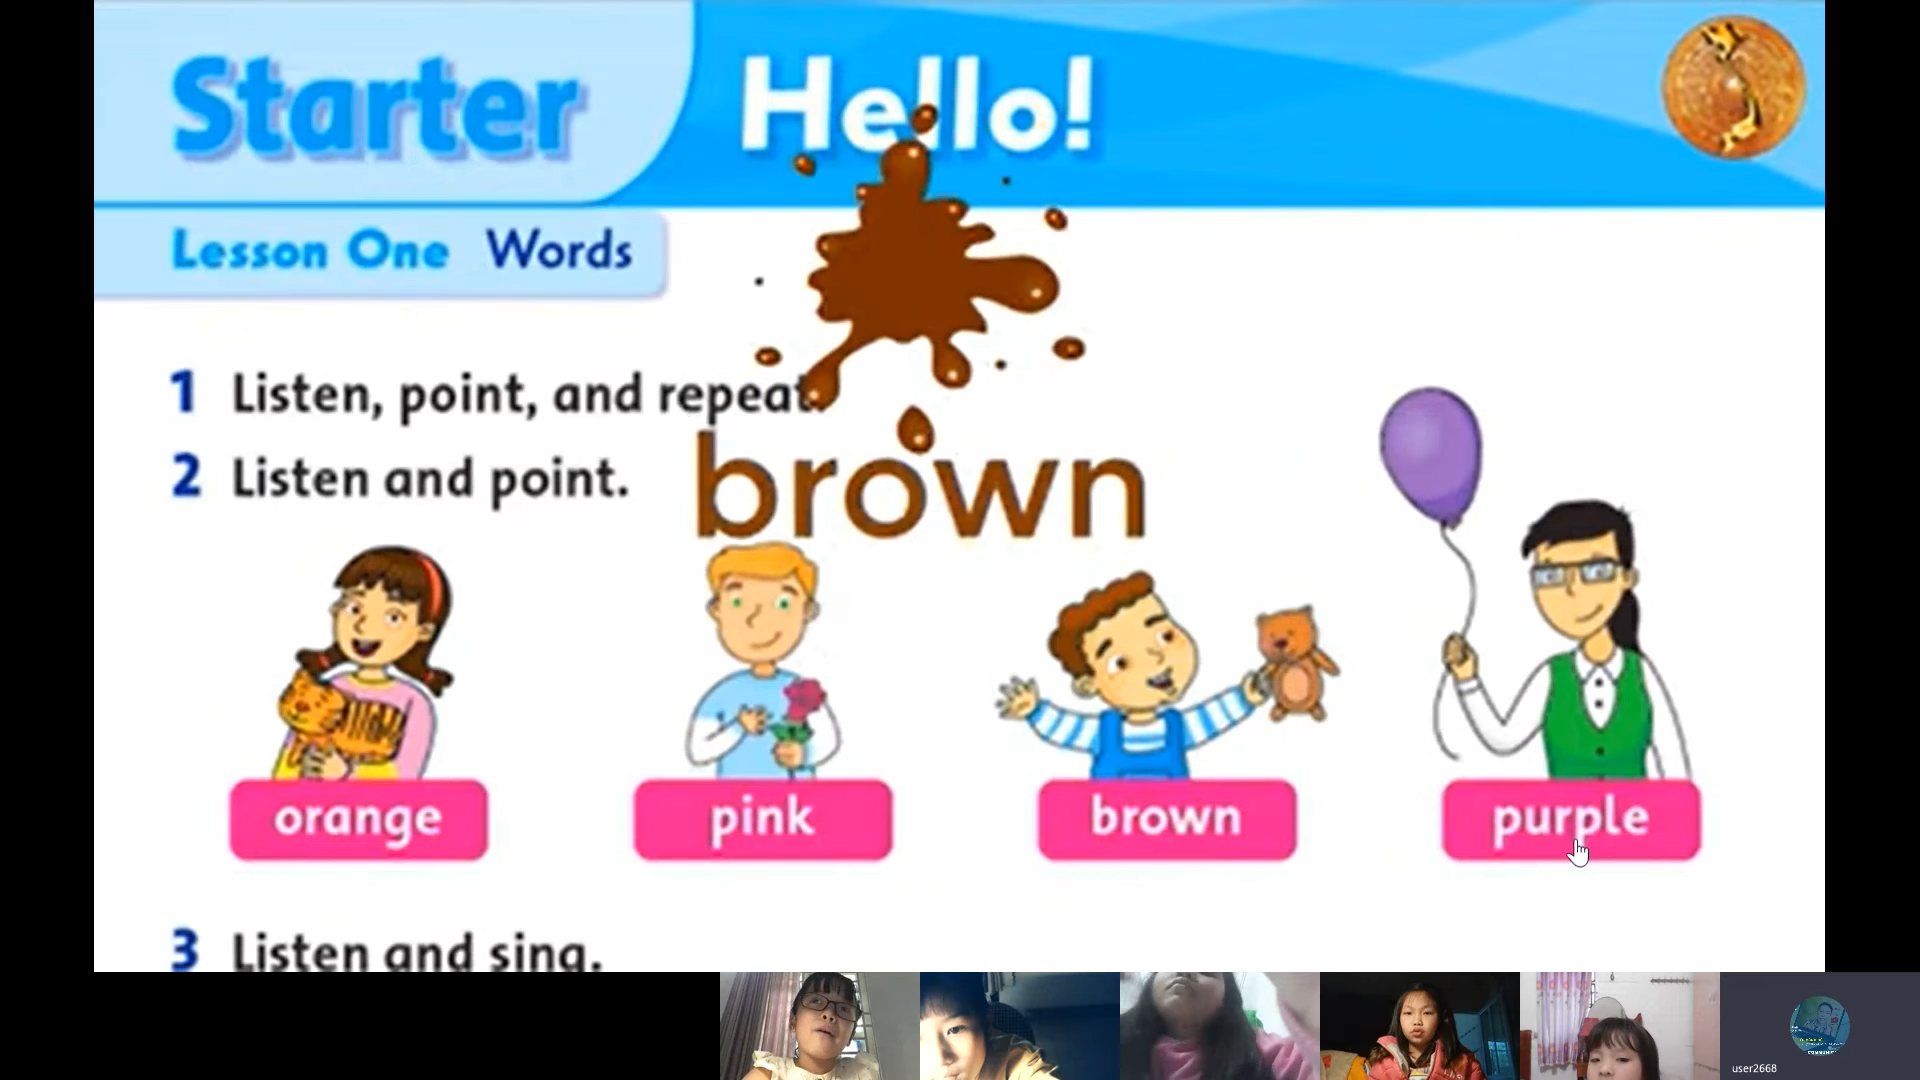 Starter
Hello!
Lesson One Words
1 Listen, point, and repeat.
2 Listen and point.
brown
orange
pink
brown
purple
3 Listen and sing.
user2668